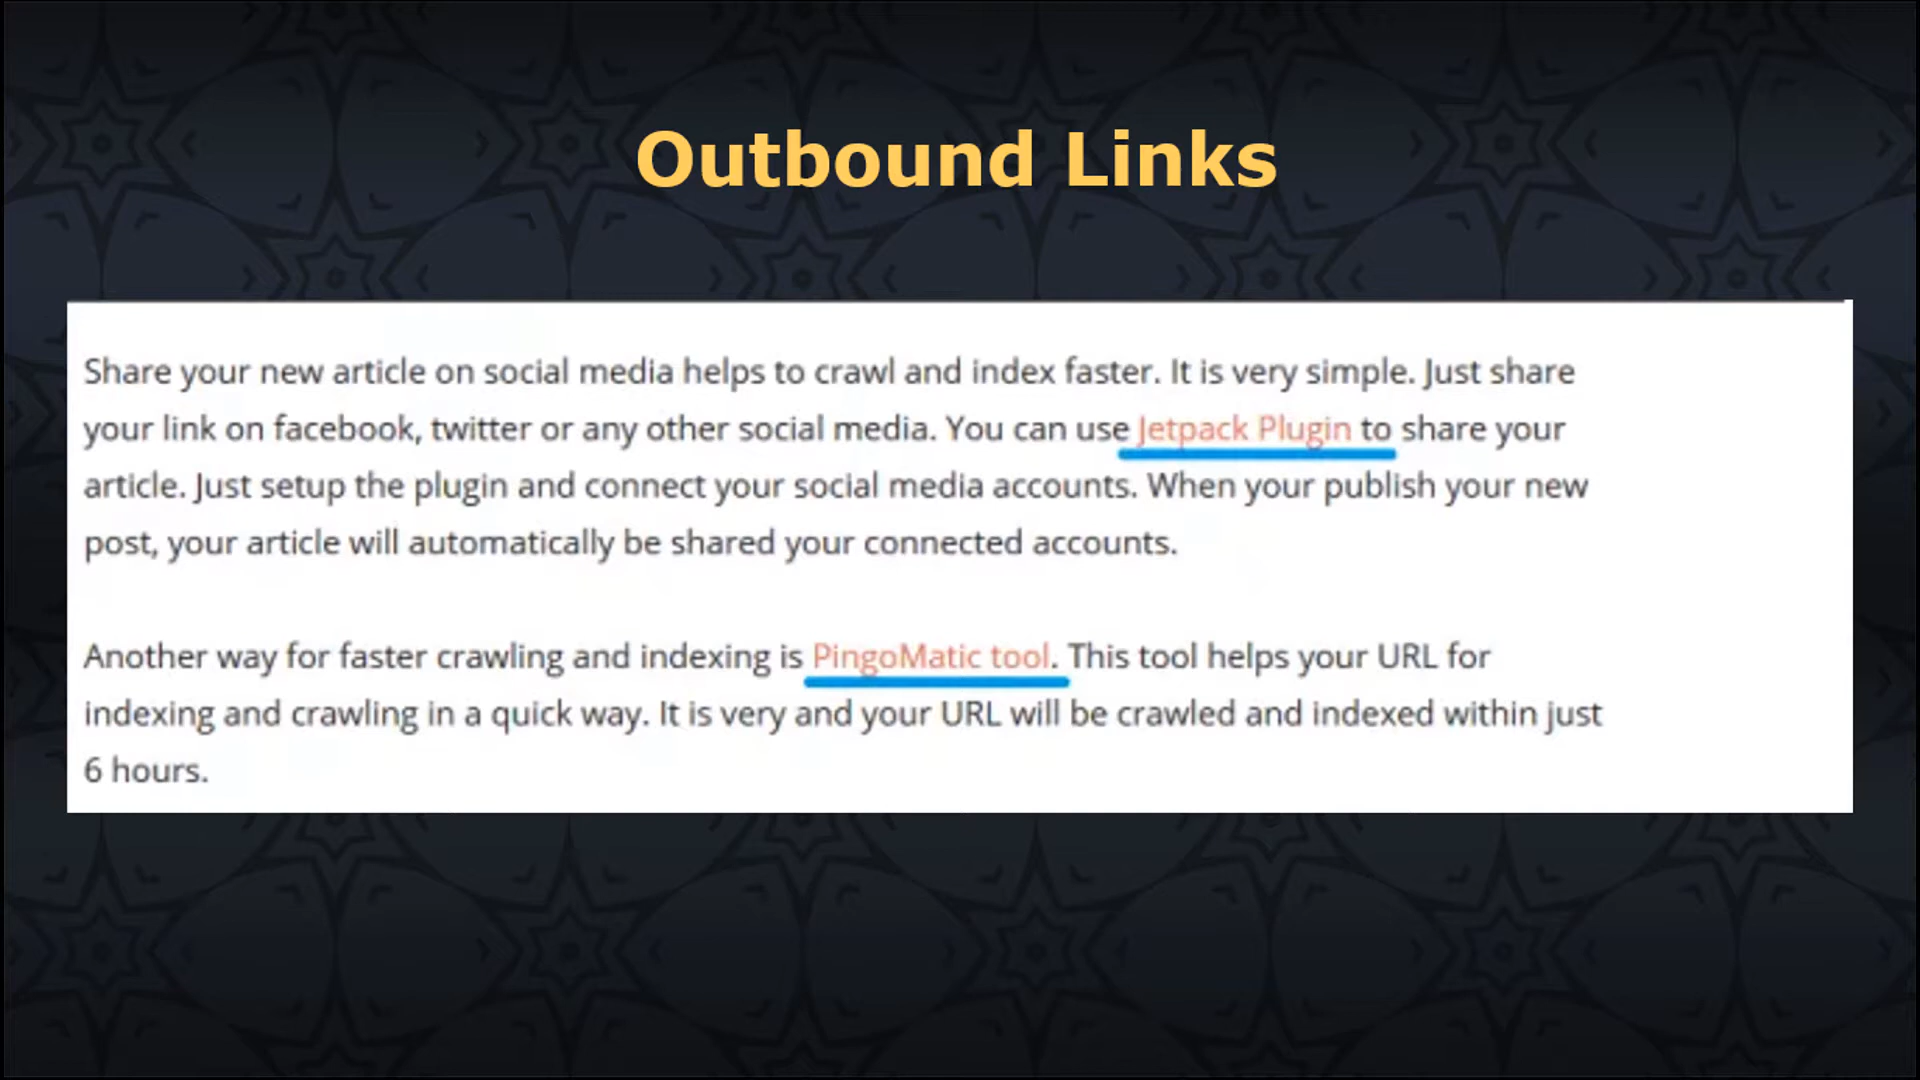 Outbound Links
Share your new article on social media helps to crawl and index faster. It is very simple. Just share
your link on facebook, twitter or any other social media. You can use Jetpack Plugin to share your
article. Just setup the plugin and connect your social media accounts. When your publish your new
post, your article will automatically be shared your connected accounts.
Another way for faster crawling and indexing is PingoMatic tool. This tool helps your URL for
indexing and crawling in a quick way. It is very and your URL will be crawled and indexed within just
6 hours.